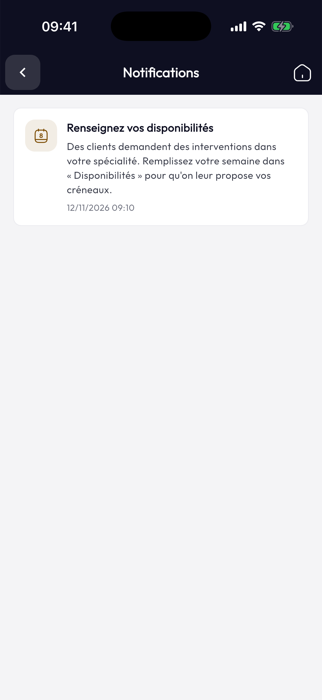 09:41
Notifications
8
Renseignez vos disponibilités
Des clients demandent des interventions dans
votre spécialité. Remplissez votre semaine dans
« Disponibilités » pour qu'on leur propose vos
créneaux.
12/11/2026 09:10